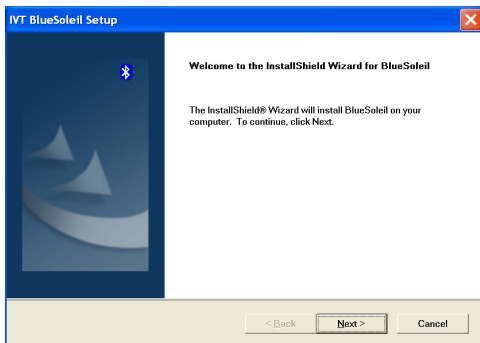 IVT BlueSoleil Setup
Welcome to the InstallShield Wizard for BlueSoleil
The InstallShield® Wizard will install BlueSoleil on your
computer. To continue, click Next.
< Back
Next >
Cancel